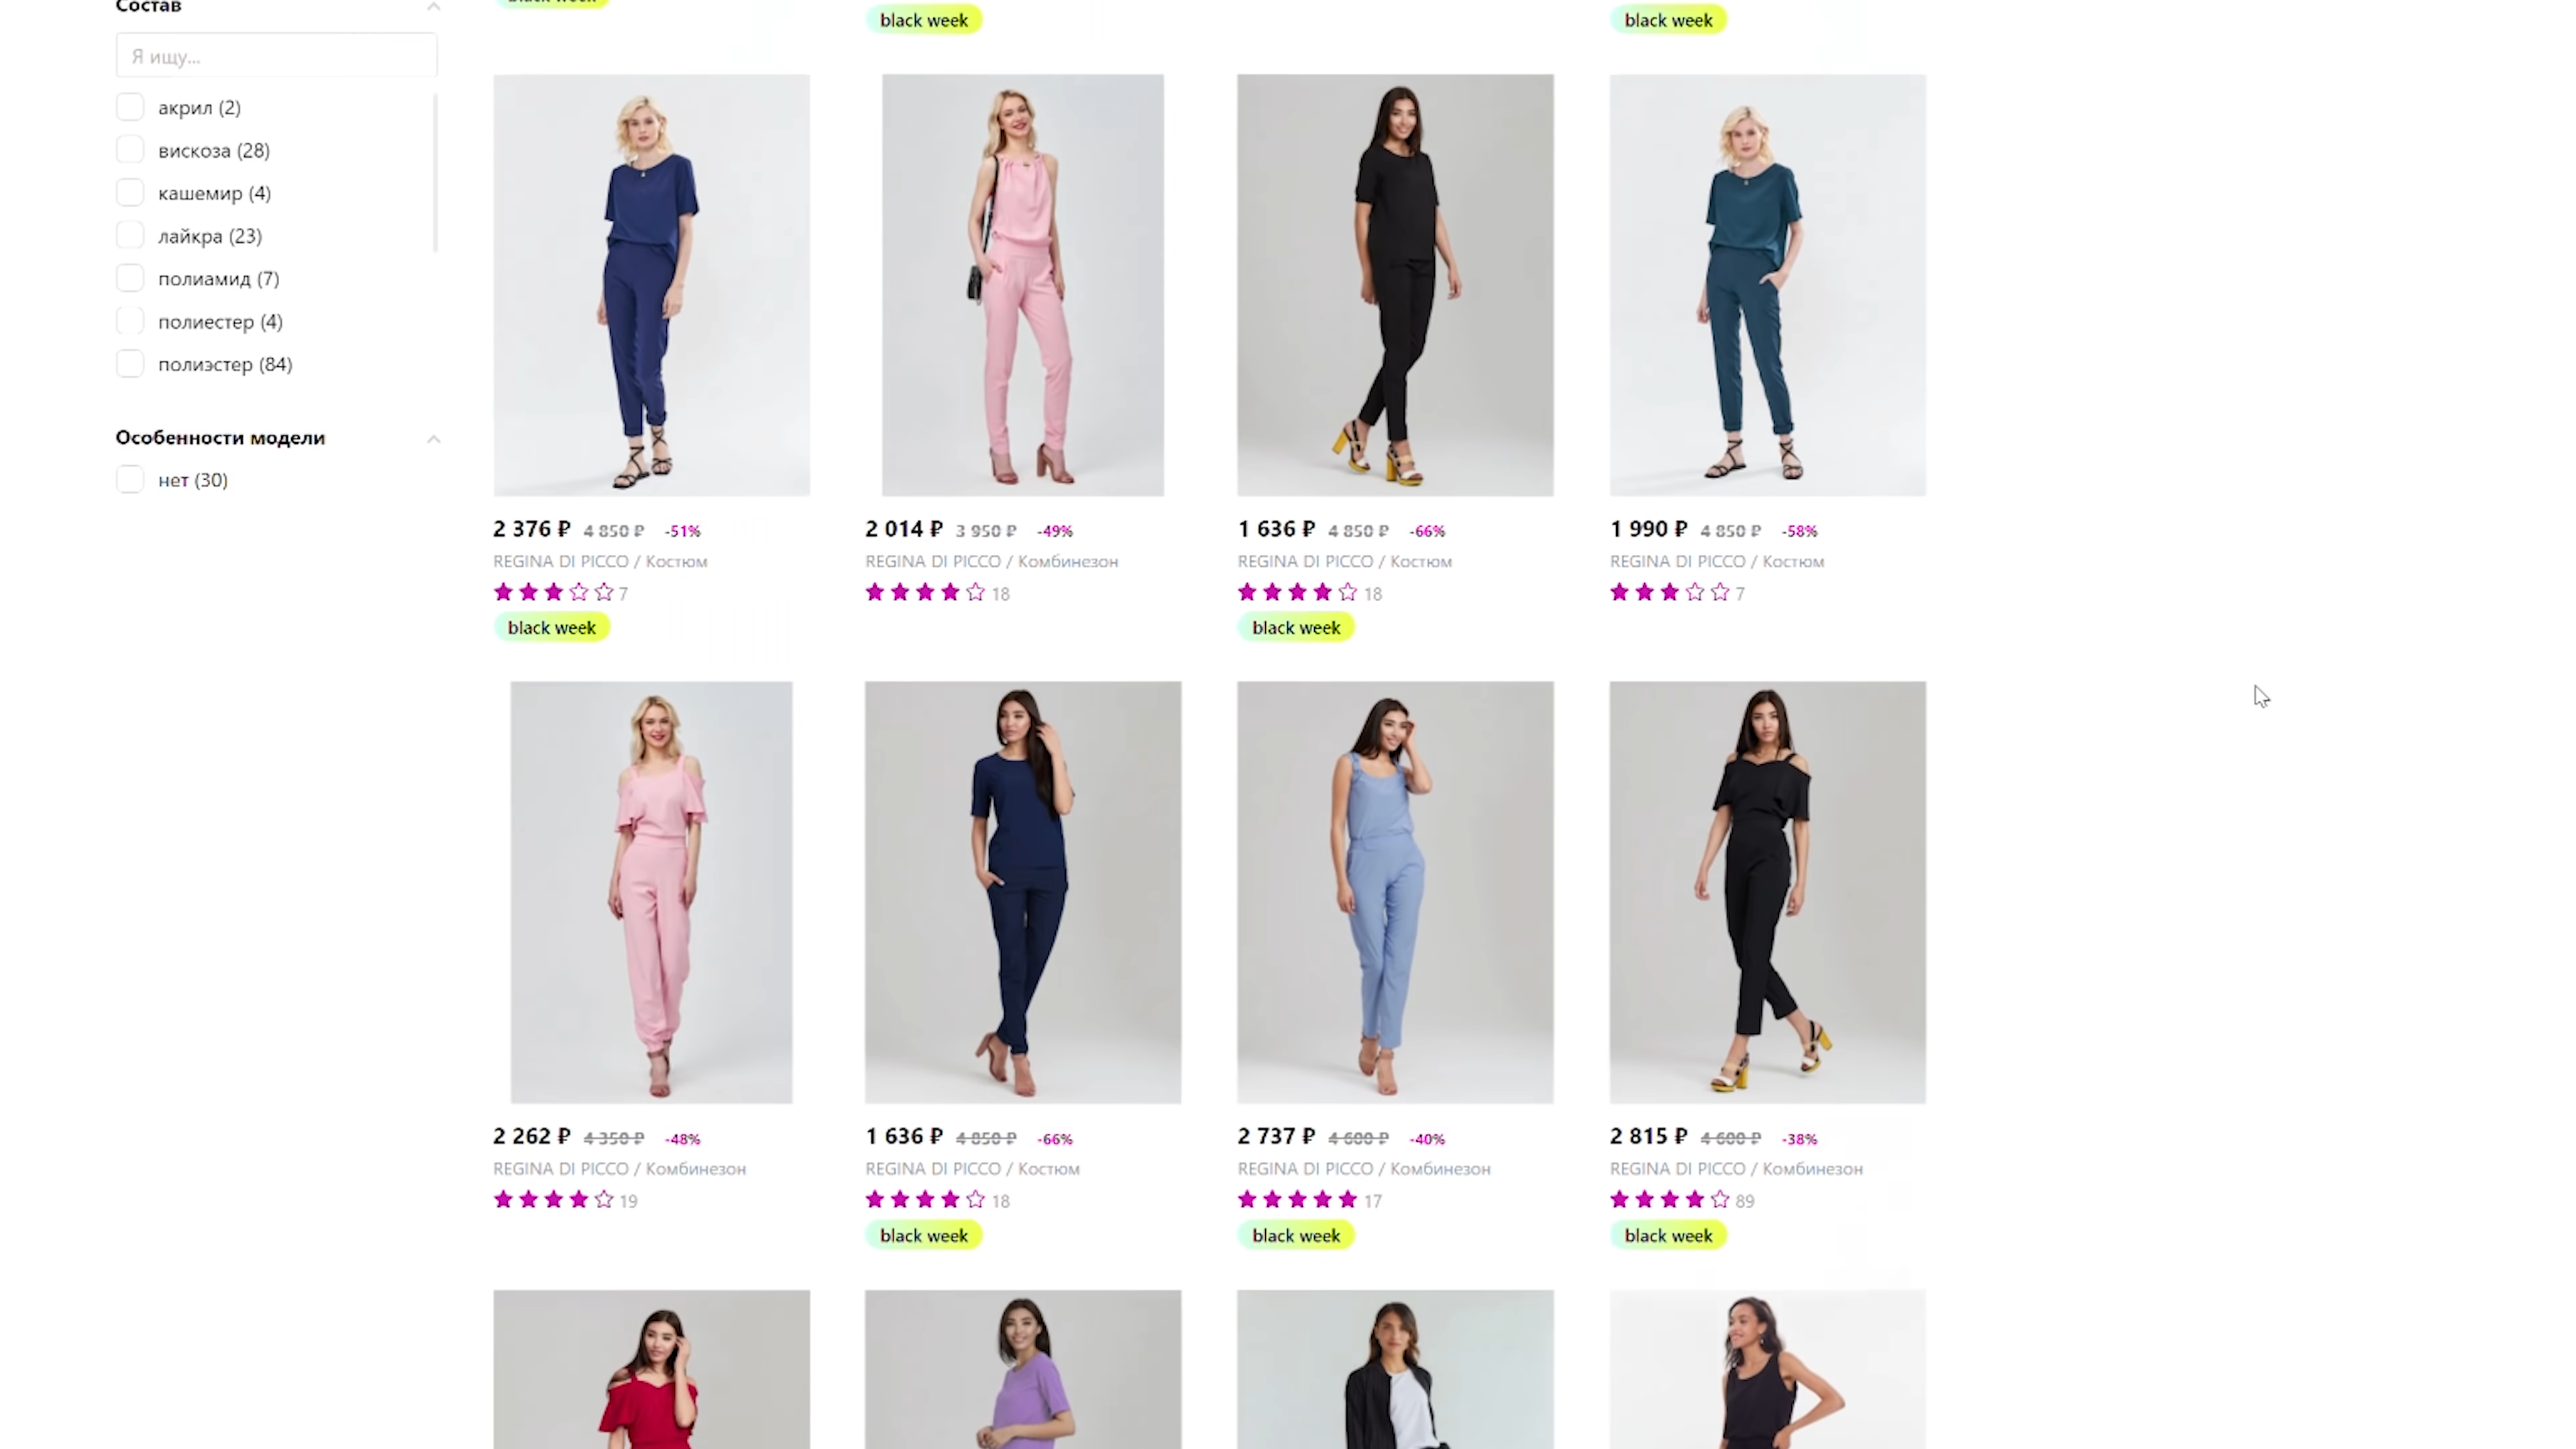 Состав
Я ищу...
акрил (2)
вискоза (28)
кашемир (4)
лайкра (23)
полиамид (7)
полиестер (4)
полиэстер (84)
Особенности модели
нет (30)
black week
black week
black week
2 376 ₽ 4 850 ₽ -51%
REGINA DI PICCO / Костюм
7
black week
2 014 ₽ 3 950 ₽ -49%
REGINA DI PICCO / Комбинезон
18
1 636 ₽ 4 850 ₽ -66%
REGINA DI PICCO / Костюм
18
black week
1 990 ₽ 4 850 ₽ -58%
REGINA DI PICCO / Костюм
7
2 262 ₽ 4 350 ₽ -48%
REGINA DI PICCO / Комбинезон
19
1 636 ₽ 4 850 ₽ -66%
REGINA DI PICCO / Костюм
18
black week
2 737 ₽ 4 600 ₽ -40%
REGINA DI PICCO / Комбинезон
17
black week
2 815 ₽ 4 600 ₽ -38%
REGINA DI PICCO / Комбинезон
89
black week